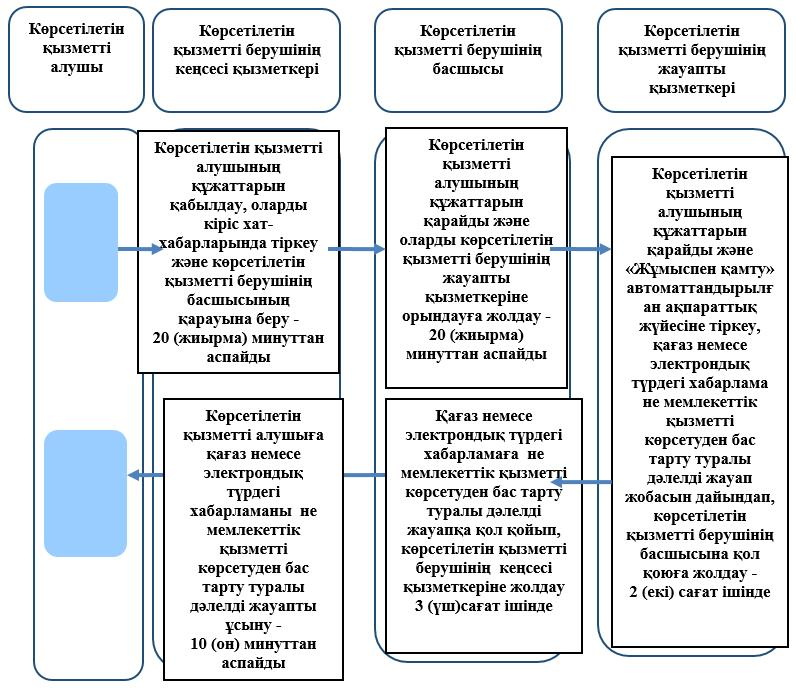 Көрсетілетін
қызметті
алушы
Көрсетілетін
қызметті берушінің
кеңсесі қызметкері
Көрсетілетін
қызметті берушінің
басшысы
Көрсетілетін
қызметті берушінің
жауапты
қызметкері
Көрсетілетін қызметті
алушының
құжаттарын
қабылдау, оларды
кіріс хат-
хабарларында тіркеу
және көрсетілетін
қызметті берушінің
басшысының
қарауына беру -
20 (жиырма) минуттан
аспайды
Көрсетілетін
қызметті
алушының
құжаттарын
қарайды және
оларды көрсетілетін
қызметті берушінің
жауапты
қызметкеріне
орындауға жолдау -
20 (жиырма)
минуттан аспайды
Көрсетілетін
қызметті
алушының
құжаттарын
қарайды және
«Жұмыспен қамту»
автоматтандырылғ
ан ақпараттық
жүйесіне тіркеу,
қағаз немесе
электрондық
түрдегі хабарлама
не мемлекеттік
қызметті
көрсетуден бас
тарту туралы
дәлелді жауап
жобасын дайындап,
көрсетілетін
қызметті берушінің
басшысына қол
қоюға жолдау -
2 (екі) сағат ішінде
Қағаз немесе
электрондық түрдегі
хабарламаға  не
мемлекеттік қызметті
көрсетуден бас тарту
туралы дәлелді
жауапқа қол қойып,
көрсетілетін қызметті
берушінің  кеңсесі
қызметкеріне жолдау
3 (үш)сағат ішінде
Көрсетілетін
қызметті алушыға
қағаз немесе
электрондық
түрдегі
хабарламаны  не
мемлекеттік
қызметті
көрсетуден бас
тарту туралы
дәлелді жауапты
ұсыну -
10 (он) минуттан
аспайды